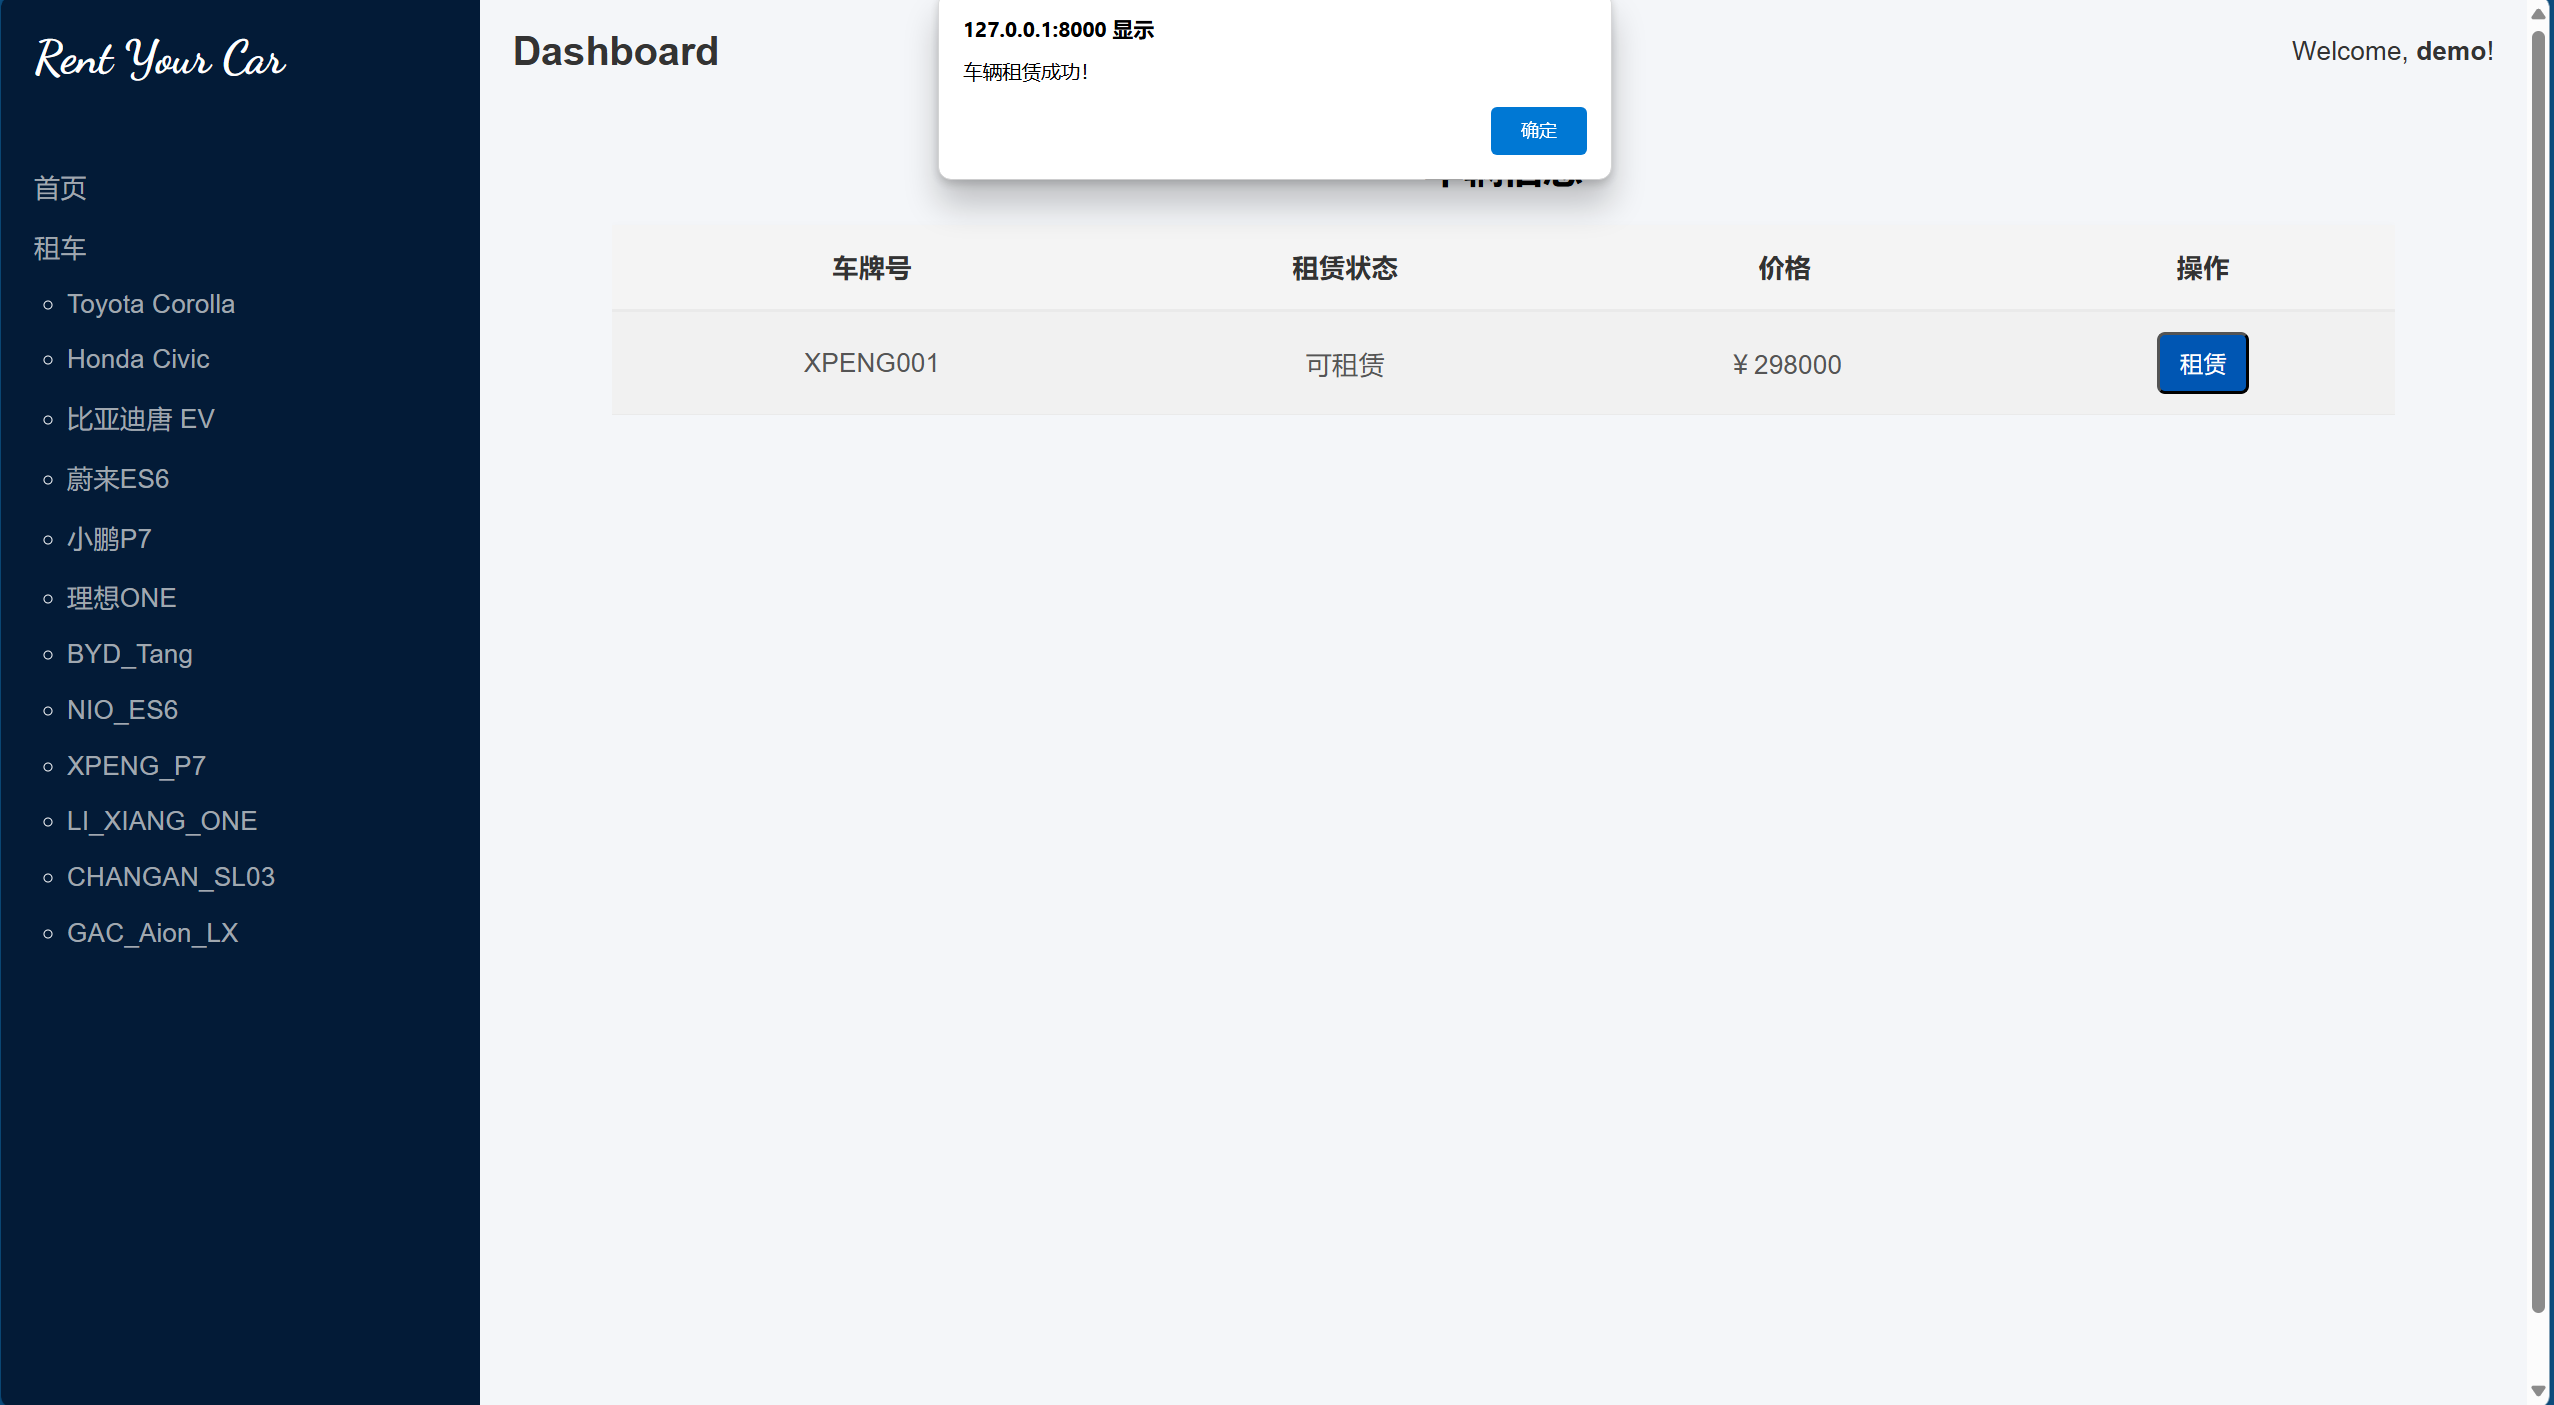 Rent Your Car
首页
租车
Toyota Corolla
Honda Civic
比亚迪唐 EV
蔚来ES6
小鹏P7
理想ONE
BYD_Tang
NIO_ES6
XPENG_P7
LI_XIANG_ONE
CHANGAN_SL03
GAC_Aion_LX
Dashboard
Welcome, demo!
127.0.0.1:8000 显示
车辆租赁成功!
确定
车牌号 租赁状态 价格 操作
XPENG001 可租赁 ¥ 298000 租赁